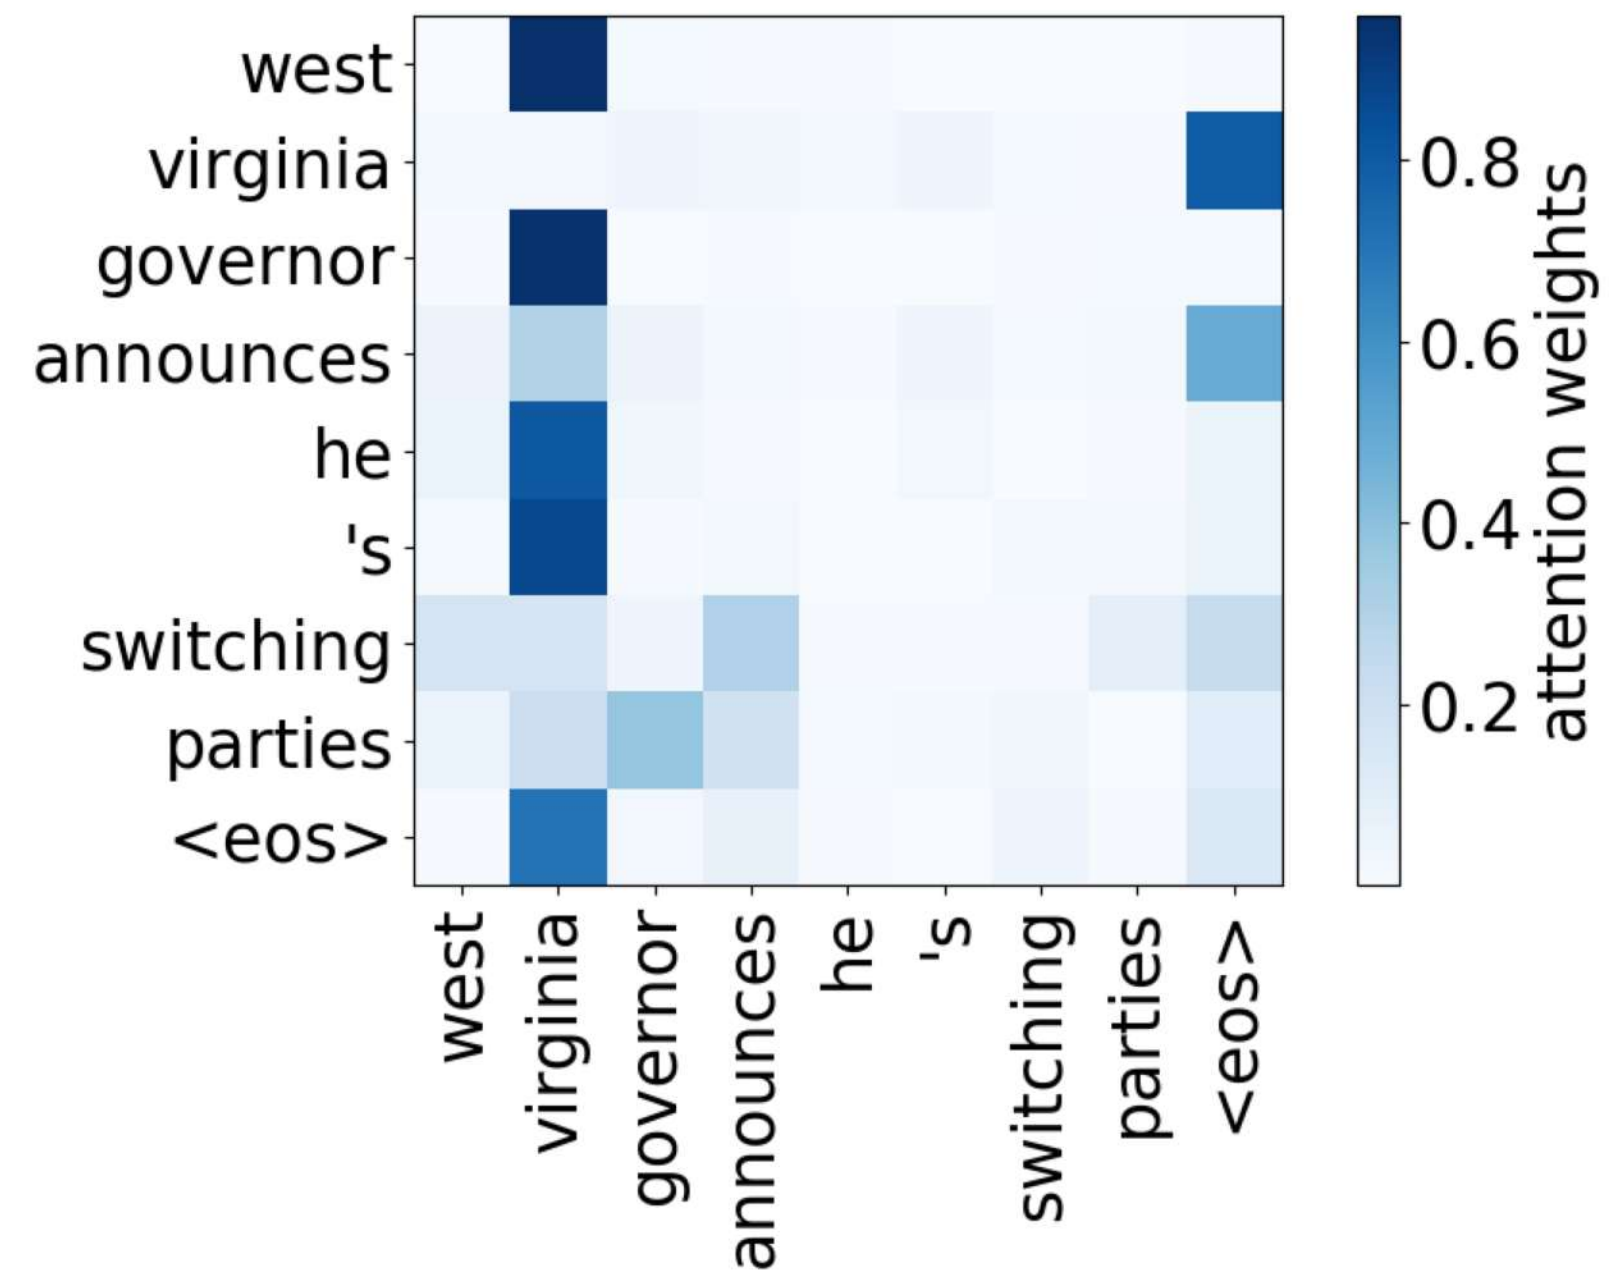 west
virginia
governor
announces
he
's
switching
parties
<eos>
west
virginia
governor
announces
he
's
switching
parties
<eos>
0.8
0.6
0.4
0.2
attention weights